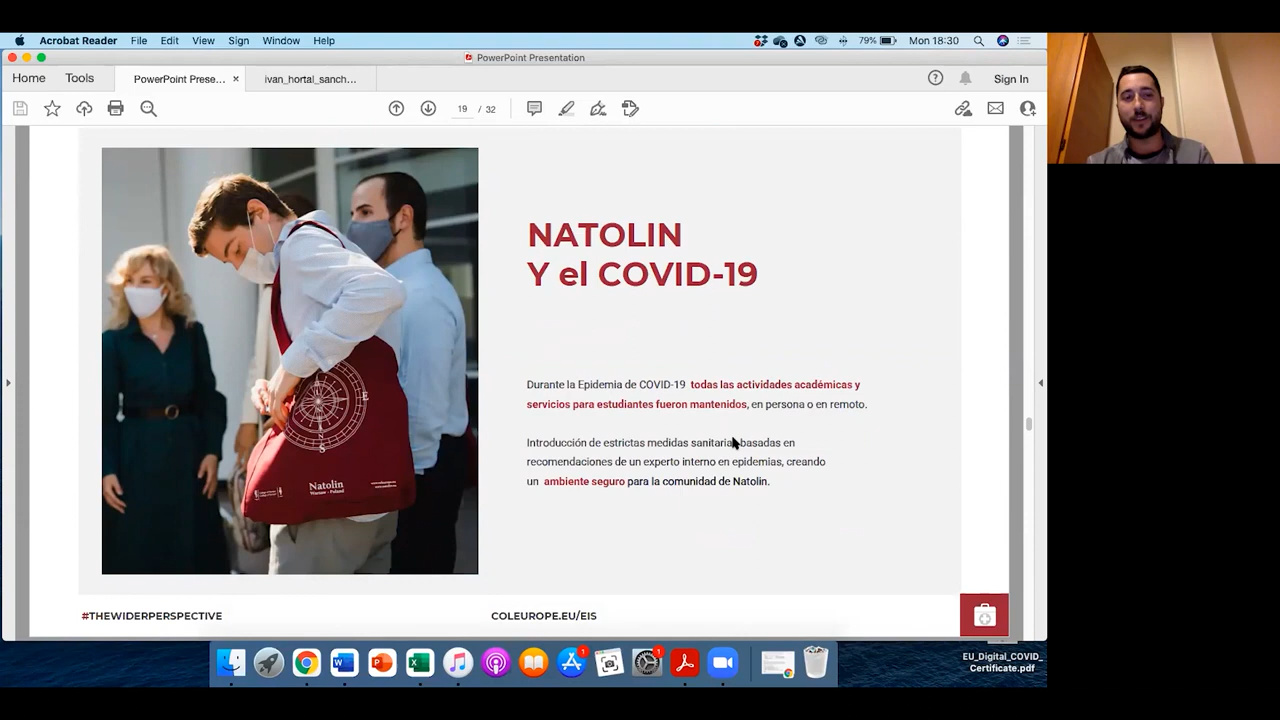 Acrobat Reader File Edit View Sign Window Help 79% Mon 18:30
PowerPoint Presentation
Home Tools PowerPoint Prese... × ivan_hortal_sanch... Sign In
19 / 32
NATOLIN
Y el COVID-19
Durante la Epidemia de COVID-19 todas las actividades académicas y
servicios para estudiantes fueron mantenidos, en persona o en remoto.
Introducción de estrictas medidas sanitarias basadas en
recomendaciones de un experto interno en epidemias, creando
un ambiente seguro para la comunidad de Natolin.
E
S
Natolin
Warsaw - Poland
#THEWIDERPERSPECTIVE
COLEUROPE.EU/EIS
EU_Digital_COVID_
Certificate.pdf